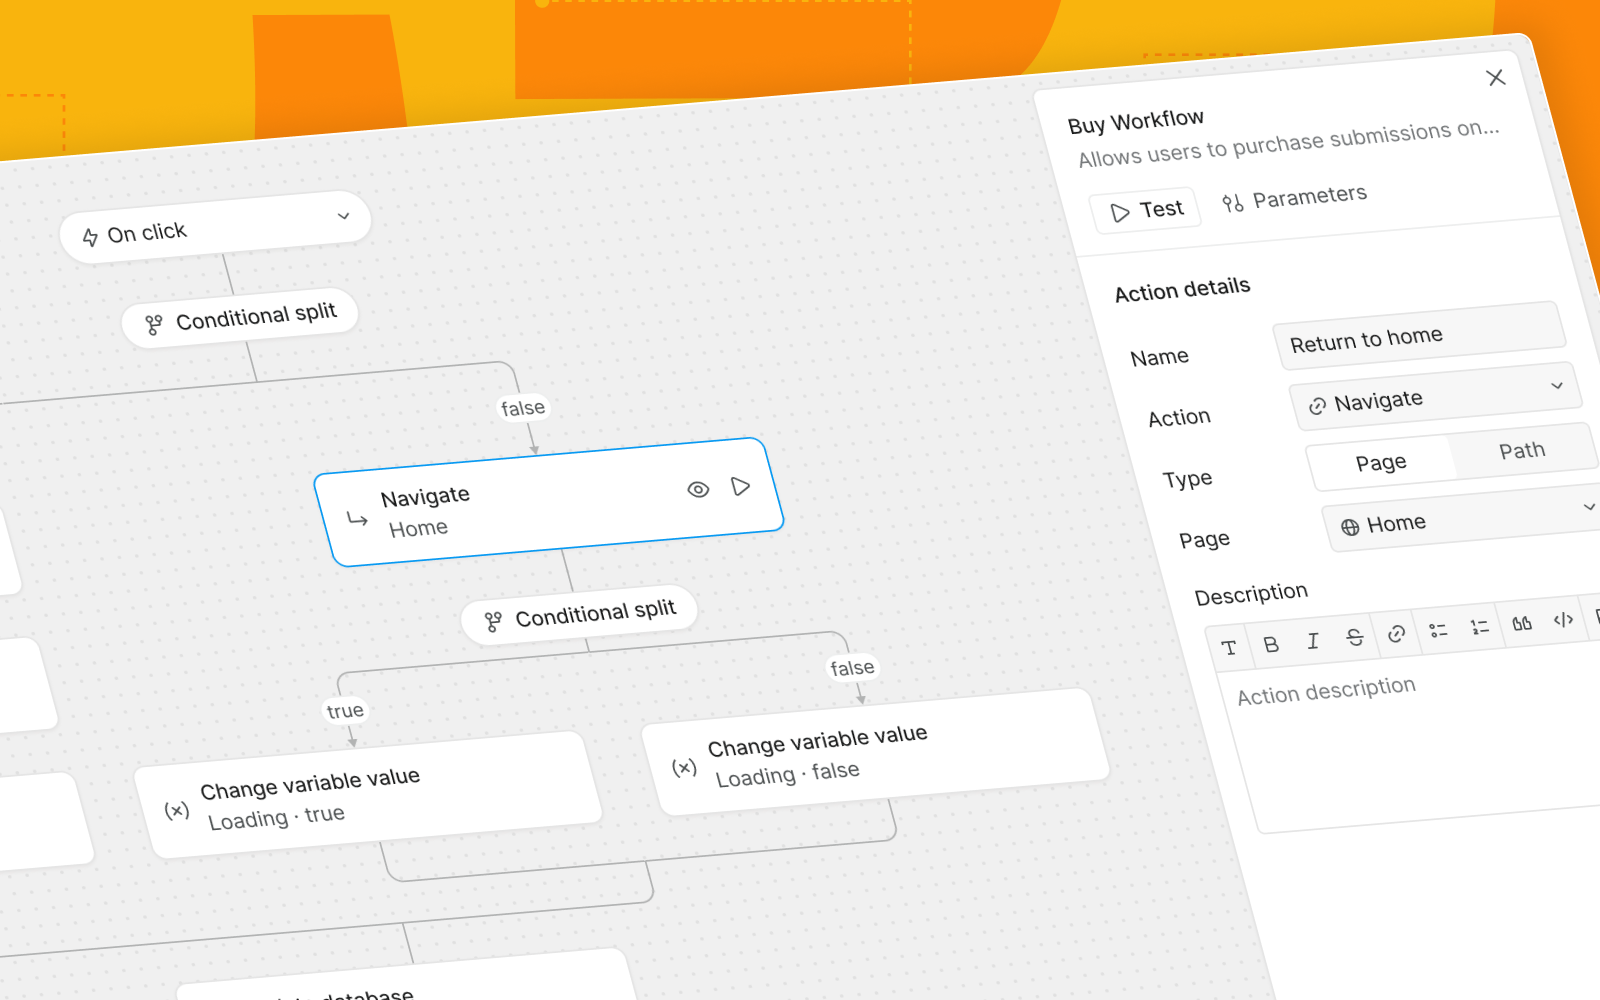 On click
Conditional split
false
Navigate
Home
Conditional split
true
false
Change variable value
Loading · true
Change variable value
Loading · false
database
Buy Workflow
Allows users to purchase submissions on...
Test
Parameters
Action details
Name
Return to home
Action
Navigate
Type
Page
Path
Page
Home
Description
Action description